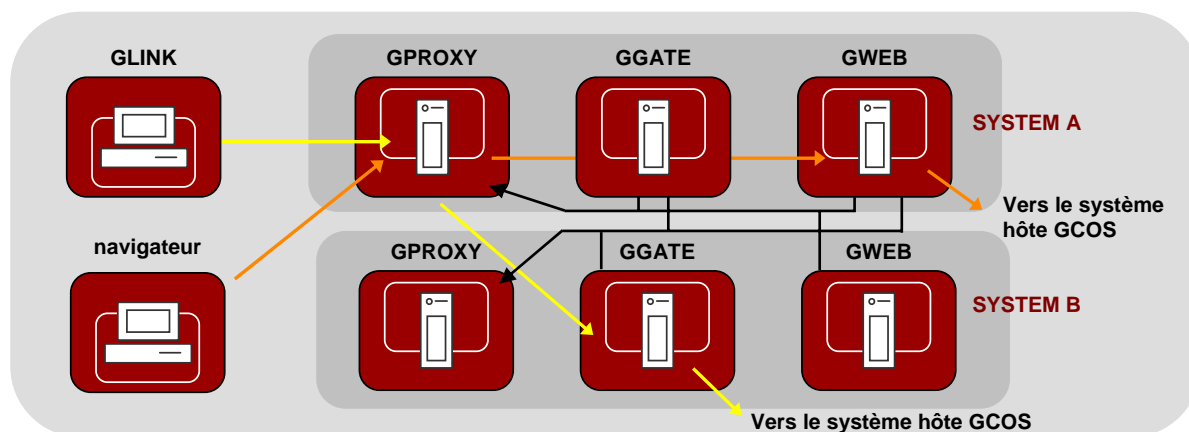 GLINK
GPROXY
GGATE
GWEB
SYSTEM A
Vers le système
hôte GCOS
navigateur
GPROXY
GGATE
GWEB
SYSTEM B
Vers le système hôte GCOS